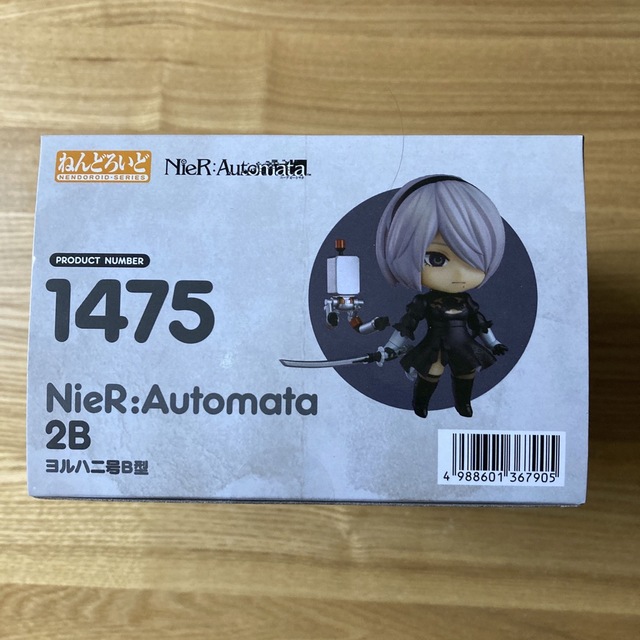 ねんどろいど
NENDOROID-SERIES
NieR:Automata™
PRODUCT NUMBER
1475
NieR:Automata
2B
ヨルハ二号B型
4 988601 367905